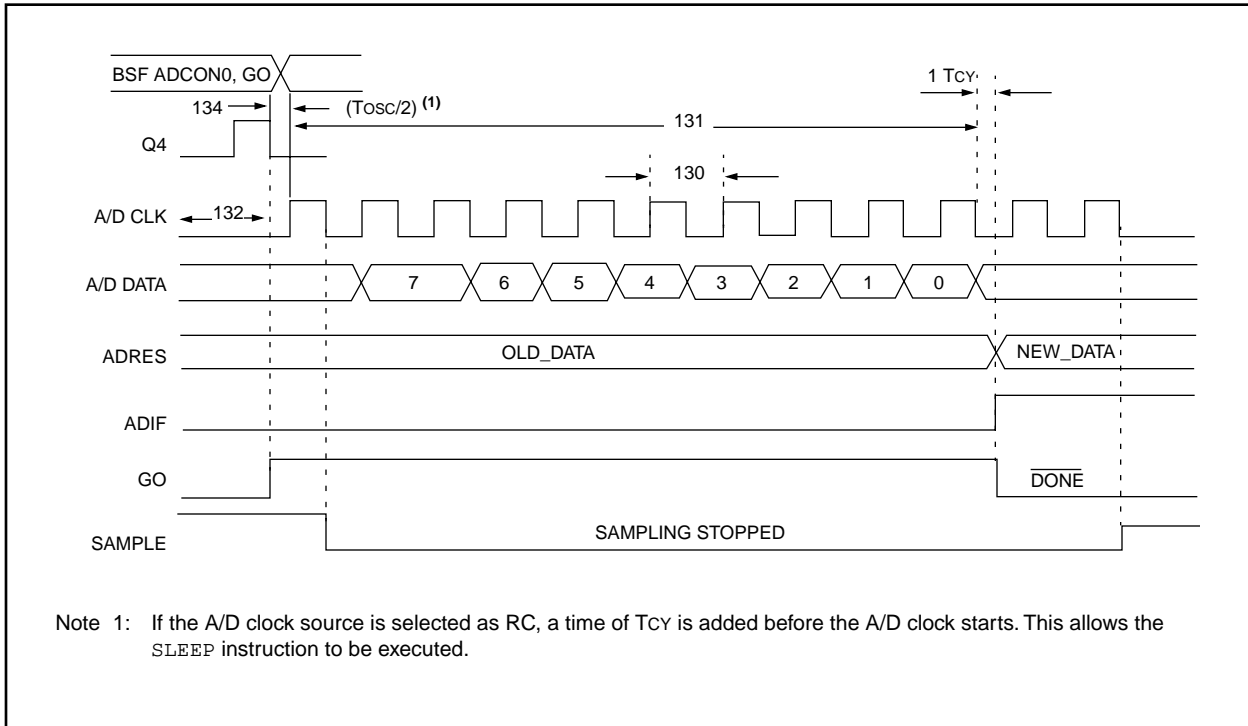 BSF ADCON0, GO
1 TCY
134 (TOSC/2) (1)
131
Q4
130
A/D CLK 132
A/D DATA 7 6 5 4 3 2 1 0
ADRES OLD_DATA NEW_DATA
ADIF
GO DONE
SAMPLE SAMPLING STOPPED
Note 1: If the A/D clock source is selected as RC, a time of TCY is added before the A/D clock starts. This allows the
SLEEP instruction to be executed.